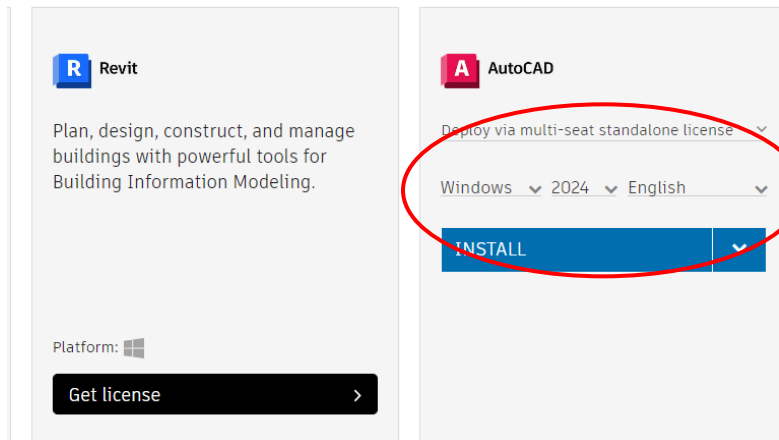 R Revit
Plan, design, construct, and manage
buildings with powerful tools for
Building Information Modeling.
Platform:
Get license
A AutoCAD
Deploy via multi-seat standalone license
Windows 2024 English
INSTALL